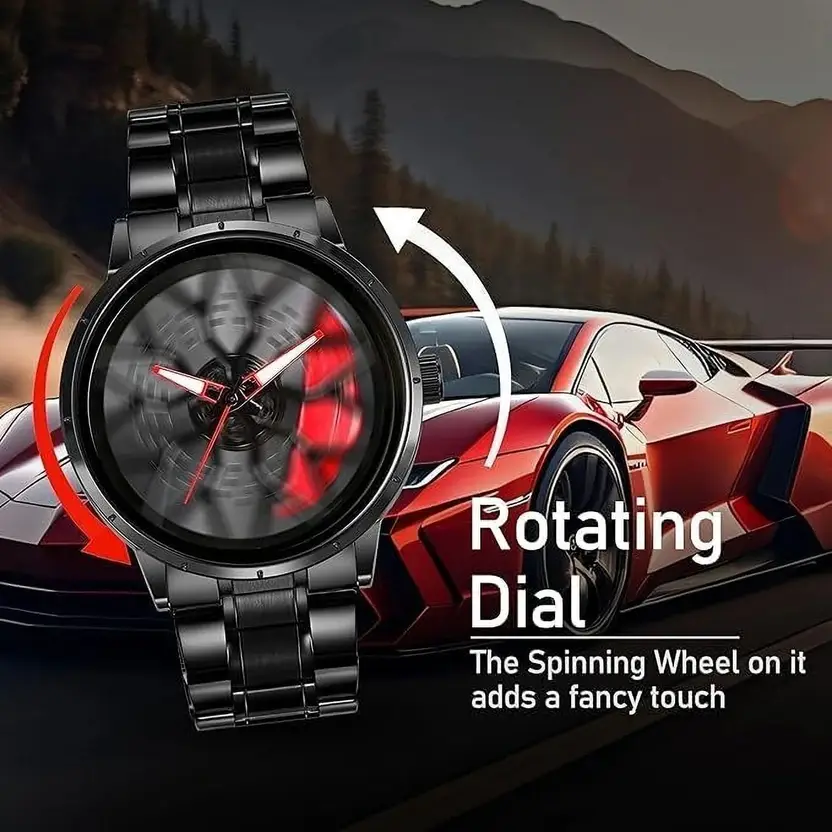 Rotating
Dial
The Spinning Wheel on it
adds a fancy touch